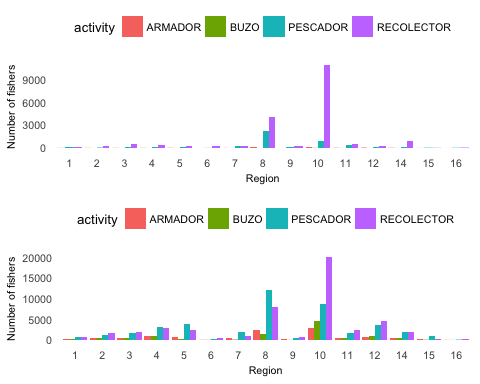 activity ARMADOR BUZO PESCADOR RECOLECTOR
Number of fishers
9000
6000
3000
0
1 2 3 4 5 6 7 8 9 10 11 12 14 15 16
Region
activity ARMADOR BUZO PESCADOR RECOLECTOR
Number of fishers
20000
15000
10000
5000
0
1 2 3 4 5 6 7 8 9 10 11 12 14 15 16
Region